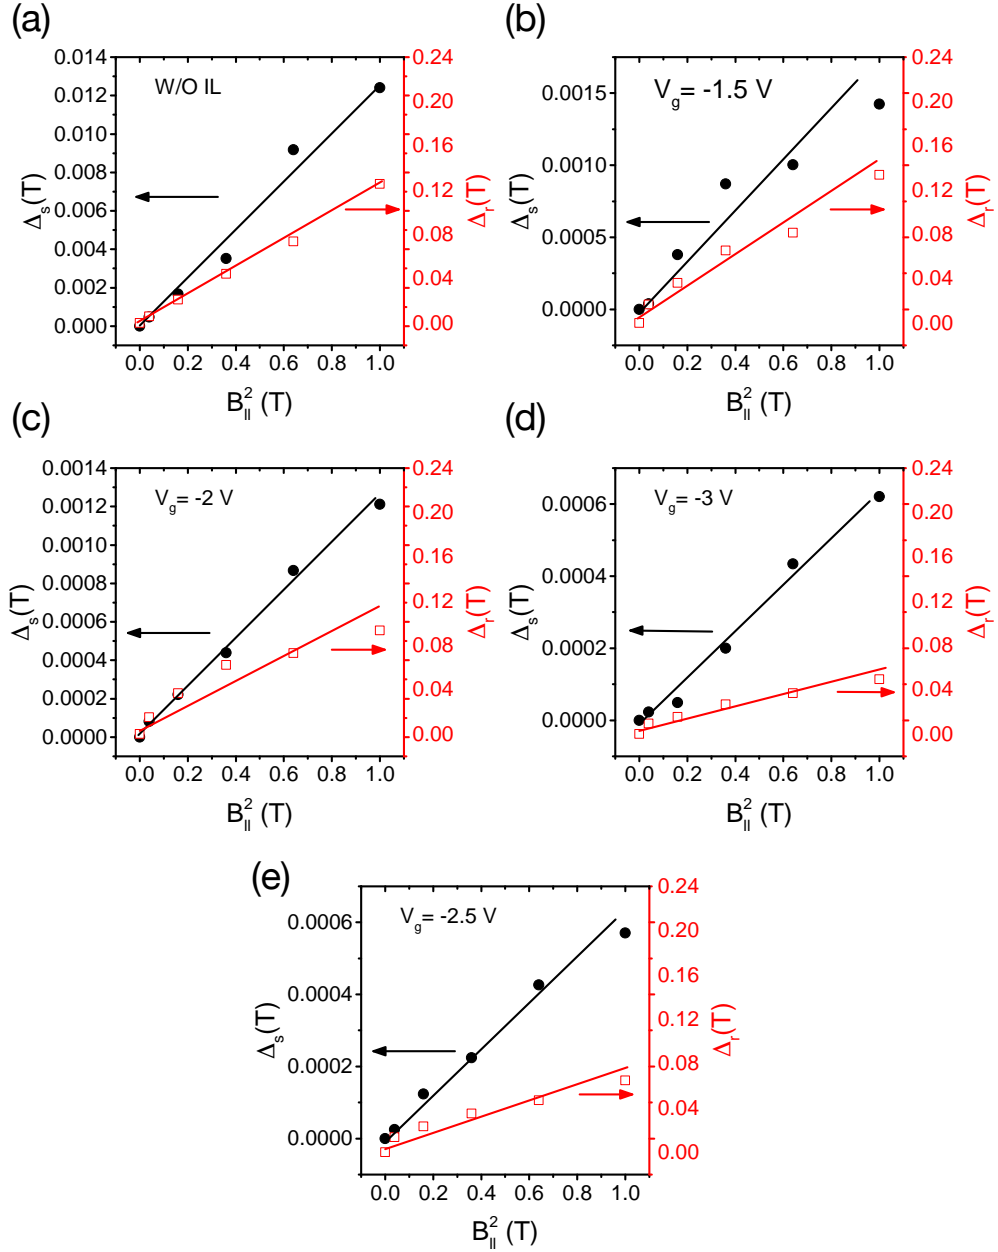 (a)
W/O IL
0.014
0.012
0.010
0.008
0.006
0.004
0.002
0.000
Δs(T)
0.24
0.20
0.16
0.12
0.08
0.04
0.00
Δr(T)
0.0 0.2 0.4 0.6 0.8 1.0
B||² (T)
(b)
Vg= -1.5 V
0.0015
0.0010
0.0005
0.0000
Δs(T)
0.24
0.20
0.16
0.12
0.08
0.04
0.00
Δr(T)
0.0 0.2 0.4 0.6 0.8 1.0
B||² (T)
(c)
Vg= -2 V
0.0014
0.0012
0.0010
0.0008
0.0006
0.0004
0.0002
0.0000
Δs(T)
0.24
0.20
0.16
0.12
0.08
0.04
0.00
Δr(T)
0.0 0.2 0.4 0.6 0.8 1.0
B||² (T)
(d)
Vg= -3 V
0.0006
0.0004
0.0002
0.0000
Δs(T)
0.24
0.20
0.16
0.12
0.08
0.04
0.00
Δr(T)
0.0 0.2 0.4 0.6 0.8 1.0
B||² (T)
(e)
Vg= -2.5 V
0.0006
0.0004
0.0002
0.0000
Δs(T)
0.24
0.20
0.16
0.12
0.08
0.04
0.00
Δr(T)
0.0 0.2 0.4 0.6 0.8 1.0
B||² (T)